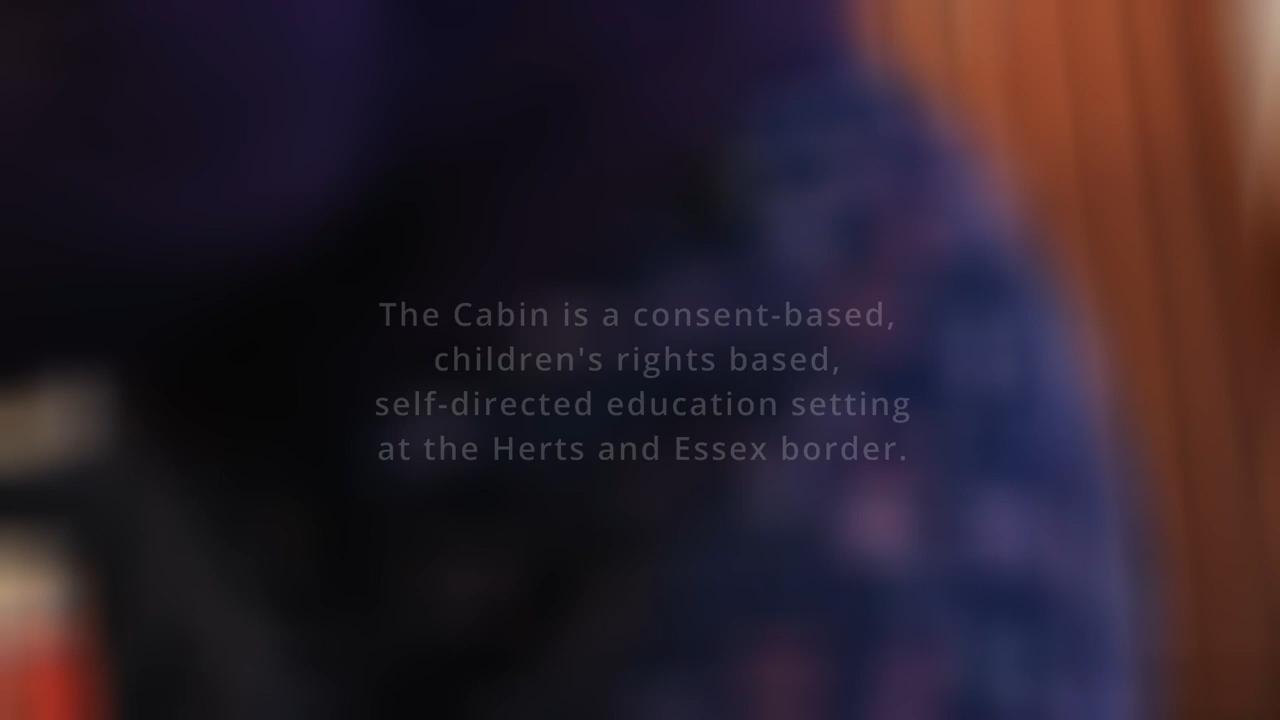 The Cabin is a consent-based,
children's rights based,
self-directed education setting
at the Herts and Essex border.